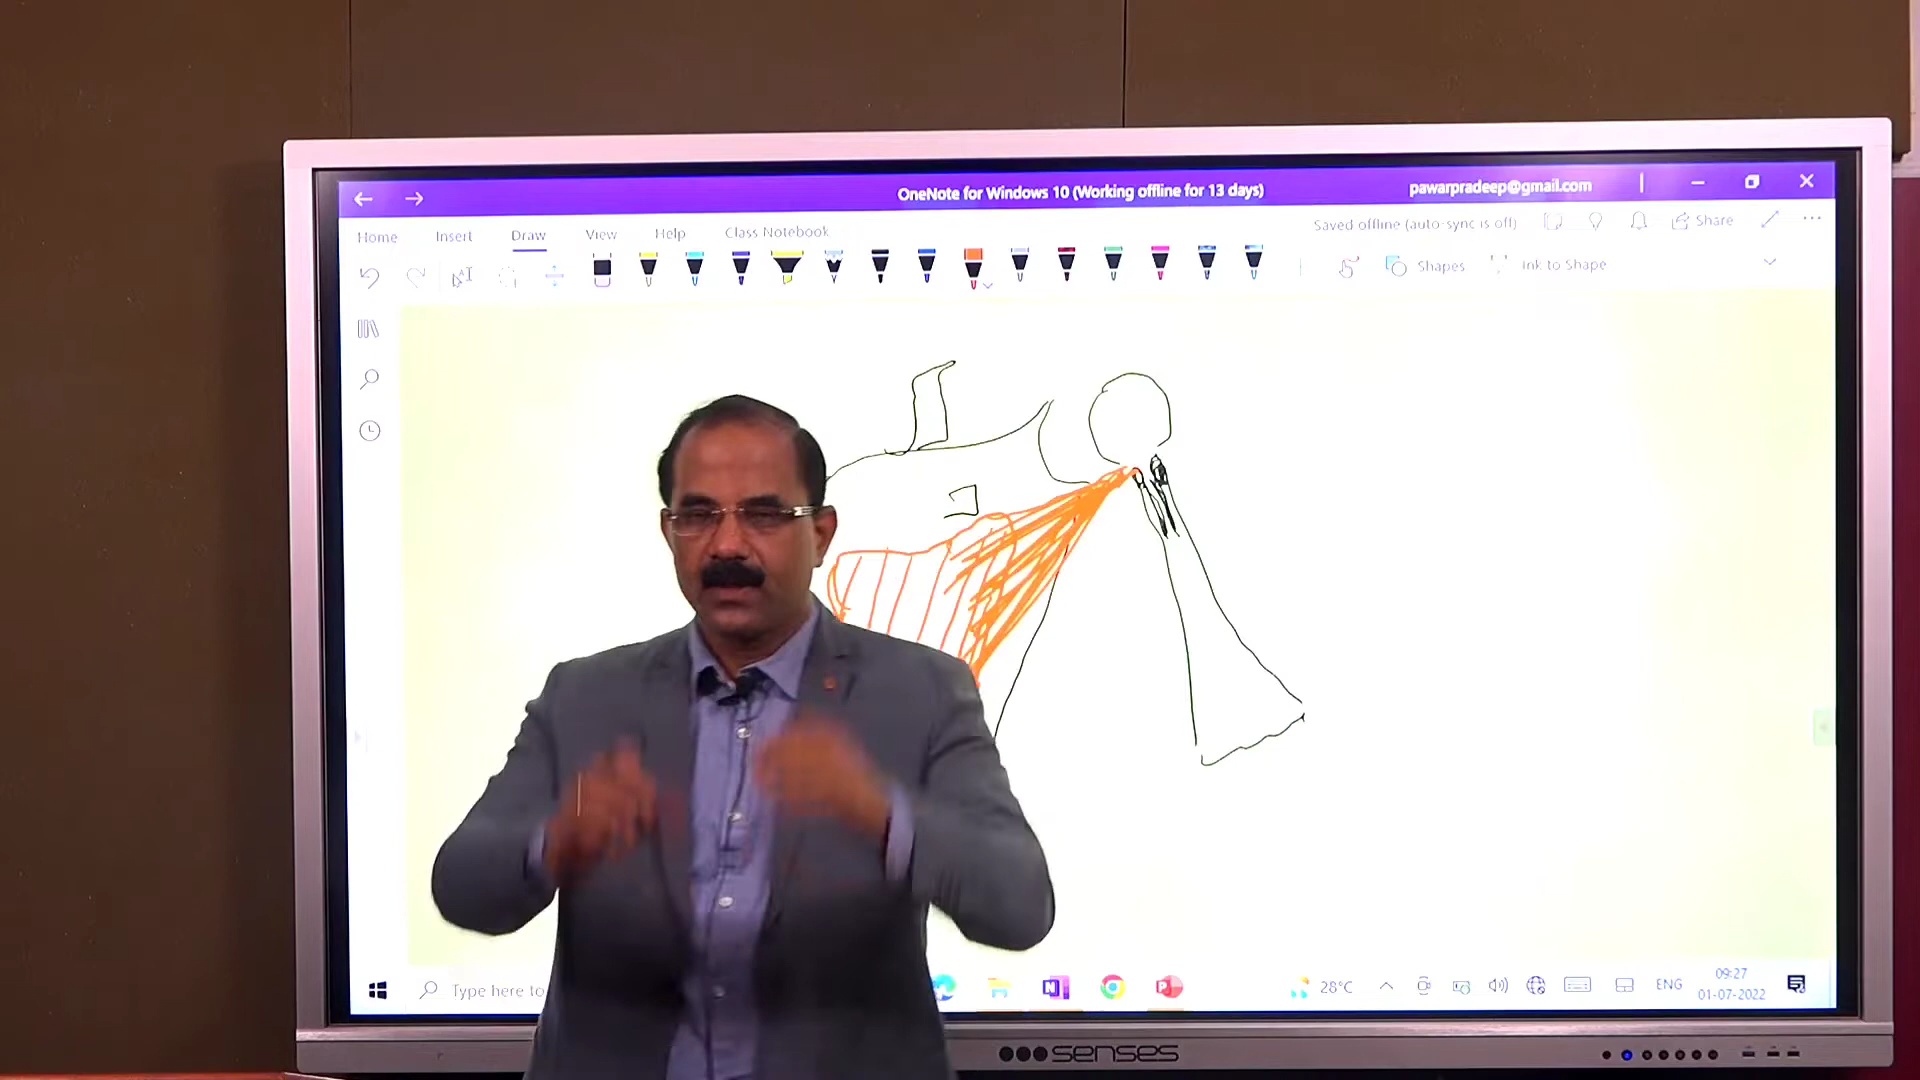 OneNote for Windows 10 (Working offline for 13 days)
pawarpradeep@gmail.com
Home Insert Draw View Help Class Notebook
Saved offline (auto-sync is off) Share
Shapes Ink to Shape
Type here to
28°C ENG 09:27
01-07-2022
senses